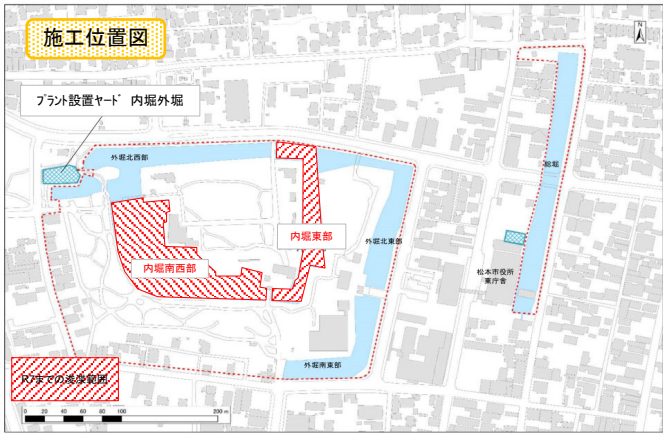 施工位置図
N
プラント設置ヤード 内堀外堀
外堀北西部
総堀
内堀東部
外堀北東部
内堀南西部
松本市役所
東庁舎
外堀南東部
R7までの浚渫範囲
0 20 40 60 80 100 200 m